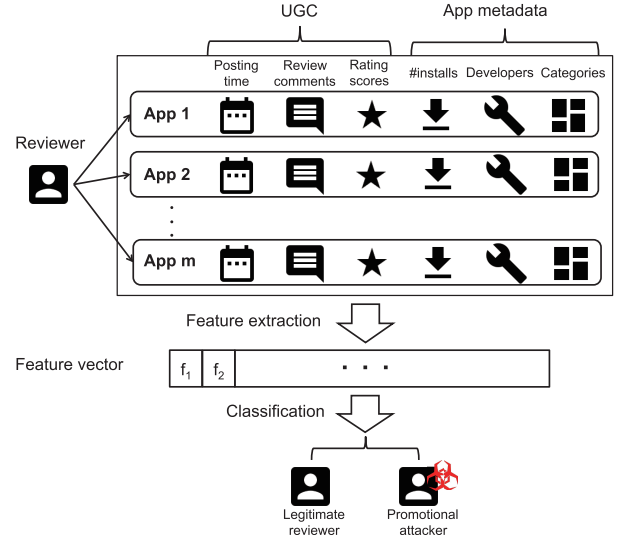 UGC
App metadata
Posting time
Review comments
Rating scores
#installs
Developers
Categories
App 1
Reviewer
App 2
App m
Feature extraction
Feature vector
f1
f2
Classification
Legitimate reviewer
Promotional attacker